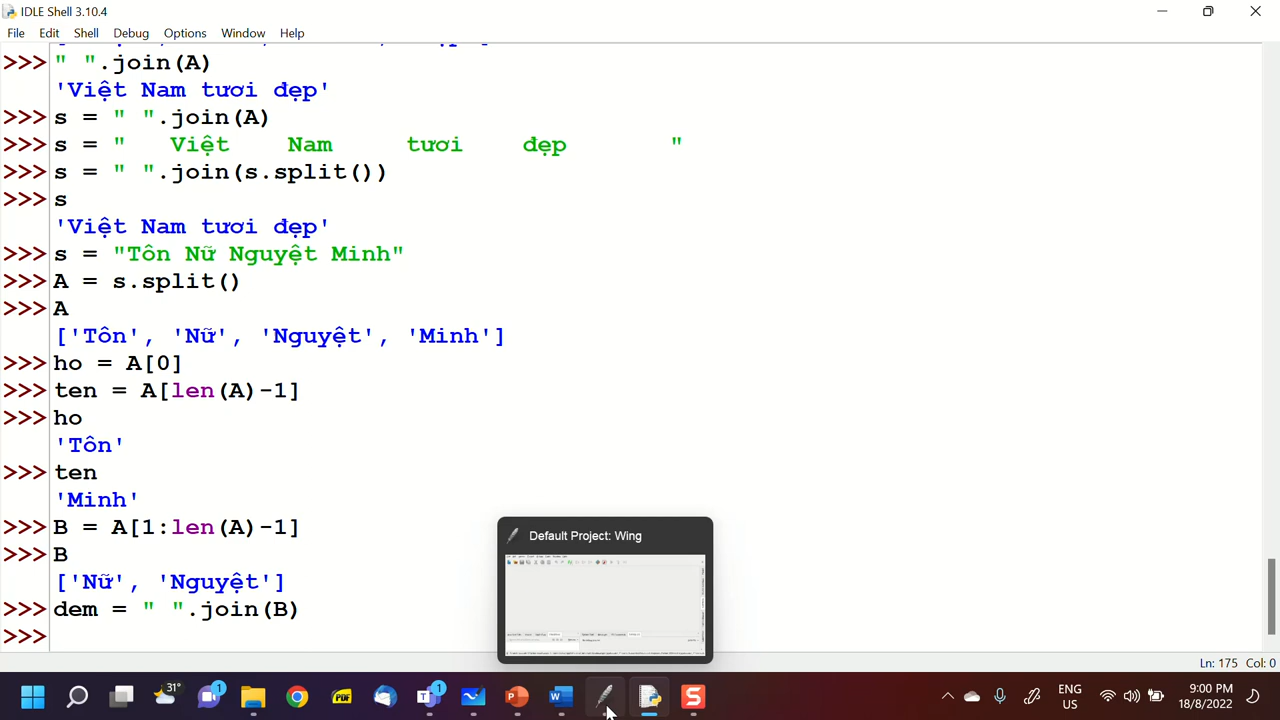 IDLE Shell 3.10.4
File Edit Shell Debug Options Window Help
>>> " ".join(A)
'Việt Nam tươi đẹp'
>>> s = " ".join(A)
>>> s = "   Việt    Nam     tươi    đẹp       "
>>> s = " ".join(s.split())
>>> s
'Việt Nam tươi đẹp'
>>> s = "Tôn Nữ Nguyệt Minh"
>>> A = s.split()
>>> A
['Tôn', 'Nữ', 'Nguyệt', 'Minh']
>>> ho = A[0]
>>> ten = A[len(A)-1]
>>> ho
'Tôn'
>>> ten
'Minh'
>>> B = A[1:len(A)-1]
>>> B
['Nữ', 'Nguyệt']
>>> dem = " ".join(B)
>>>
Default Project: Wing
Ln: 175 Col: 0
31°
1
PDF
1
ENG
US
9:00 PM
18/8/2022